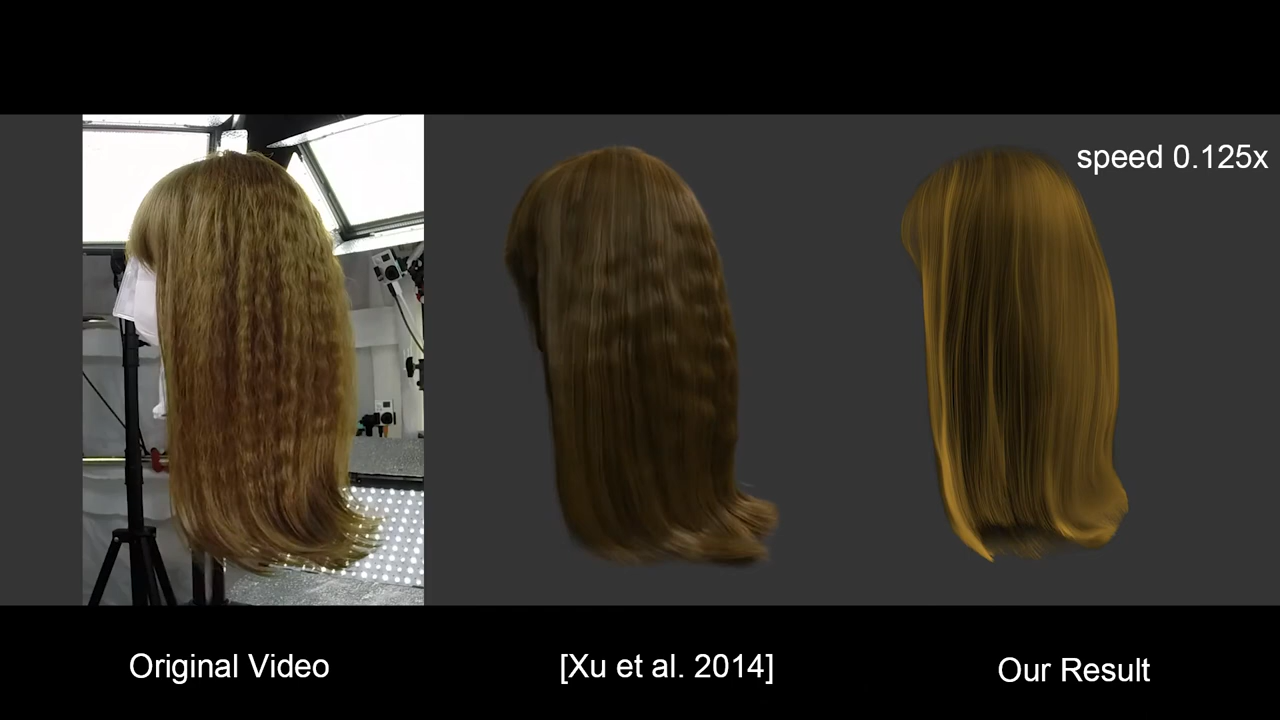 speed 0.125x
Original Video
[Xu et al. 2014]
Our Result